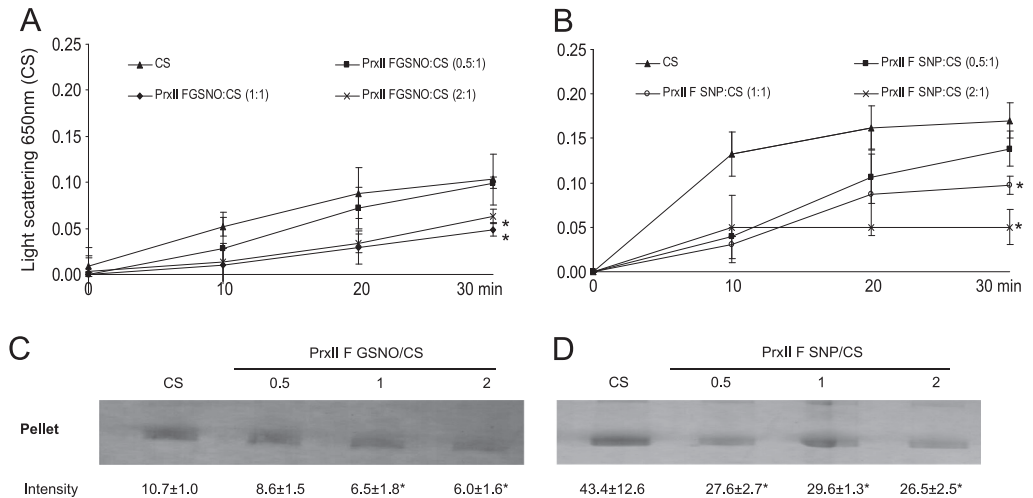 A
Light scattering 650nm (CS)
0.25
0.20
0.15
0.10
0.05
0.00
CS
PrxII FGSNO:CS (0.5:1)
PrxII FGSNO:CS (1:1)
PrxII FGSNO:CS (2:1)
*
*
0
10
20
30 min
B
0.25
0.20
0.15
0.10
0.05
0.00
CS
PrxII F SNP:CS (0.5:1)
PrxII F SNP:CS (1:1)
PrxII F SNP:CS (2:1)
*
*
0
10
20
30 min
C
PrxII F GSNO/CS
CS 0.5 1 2
Pellet
Intensity 10.7±1.0 8.6±1.5 6.5±1.8* 6.0±1.6*
D
PrxII F SNP/CS
CS 0.5 1 2
43.4±12.6 27.6±2.7* 29.6±1.3* 26.5±2.5*